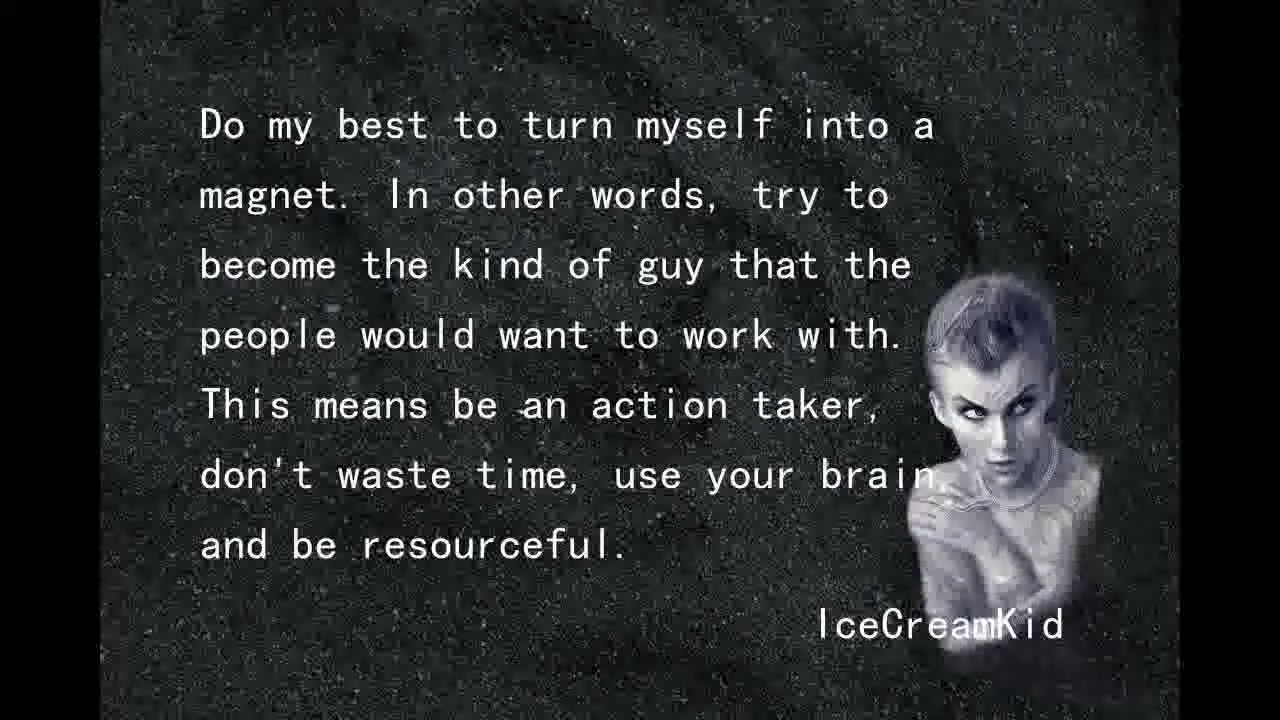 Do my best to turn myself into a
magnet. In other words, try to
become the kind of guy that the
people would want to work with.
This means be an action taker,
don't waste time, use your brain,
and be resourceful.
IceCreamKid